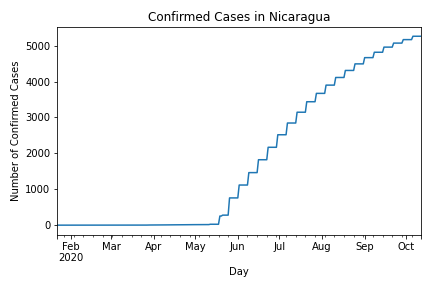 Confirmed Cases in Nicaragua
Number of Confirmed Cases
5000
4000
3000
2000
1000
0
Feb Mar Apr May Jun Jul Aug Sep Oct
2020
Day